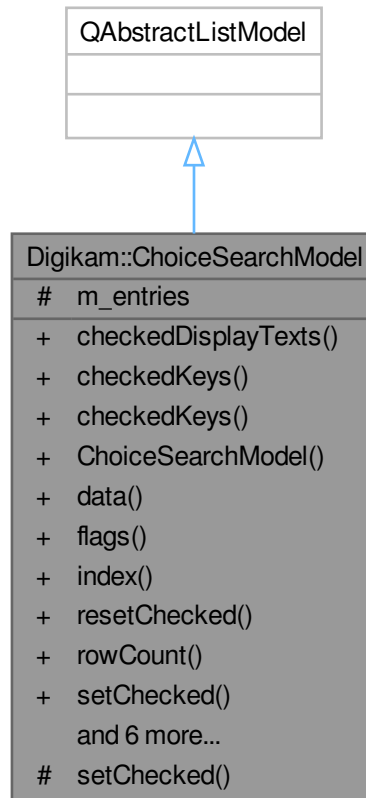 QAbstractListModel
Digikam::ChoiceSearchModel
# m_entries
+ checkedDisplayTexts()
+ checkedKeys()
+ checkedKeys()
+ ChoiceSearchModel()
+ data()
+ flags()
+ index()
+ resetChecked()
+ rowCount()
+ setChecked()
and 6 more...
# setChecked()